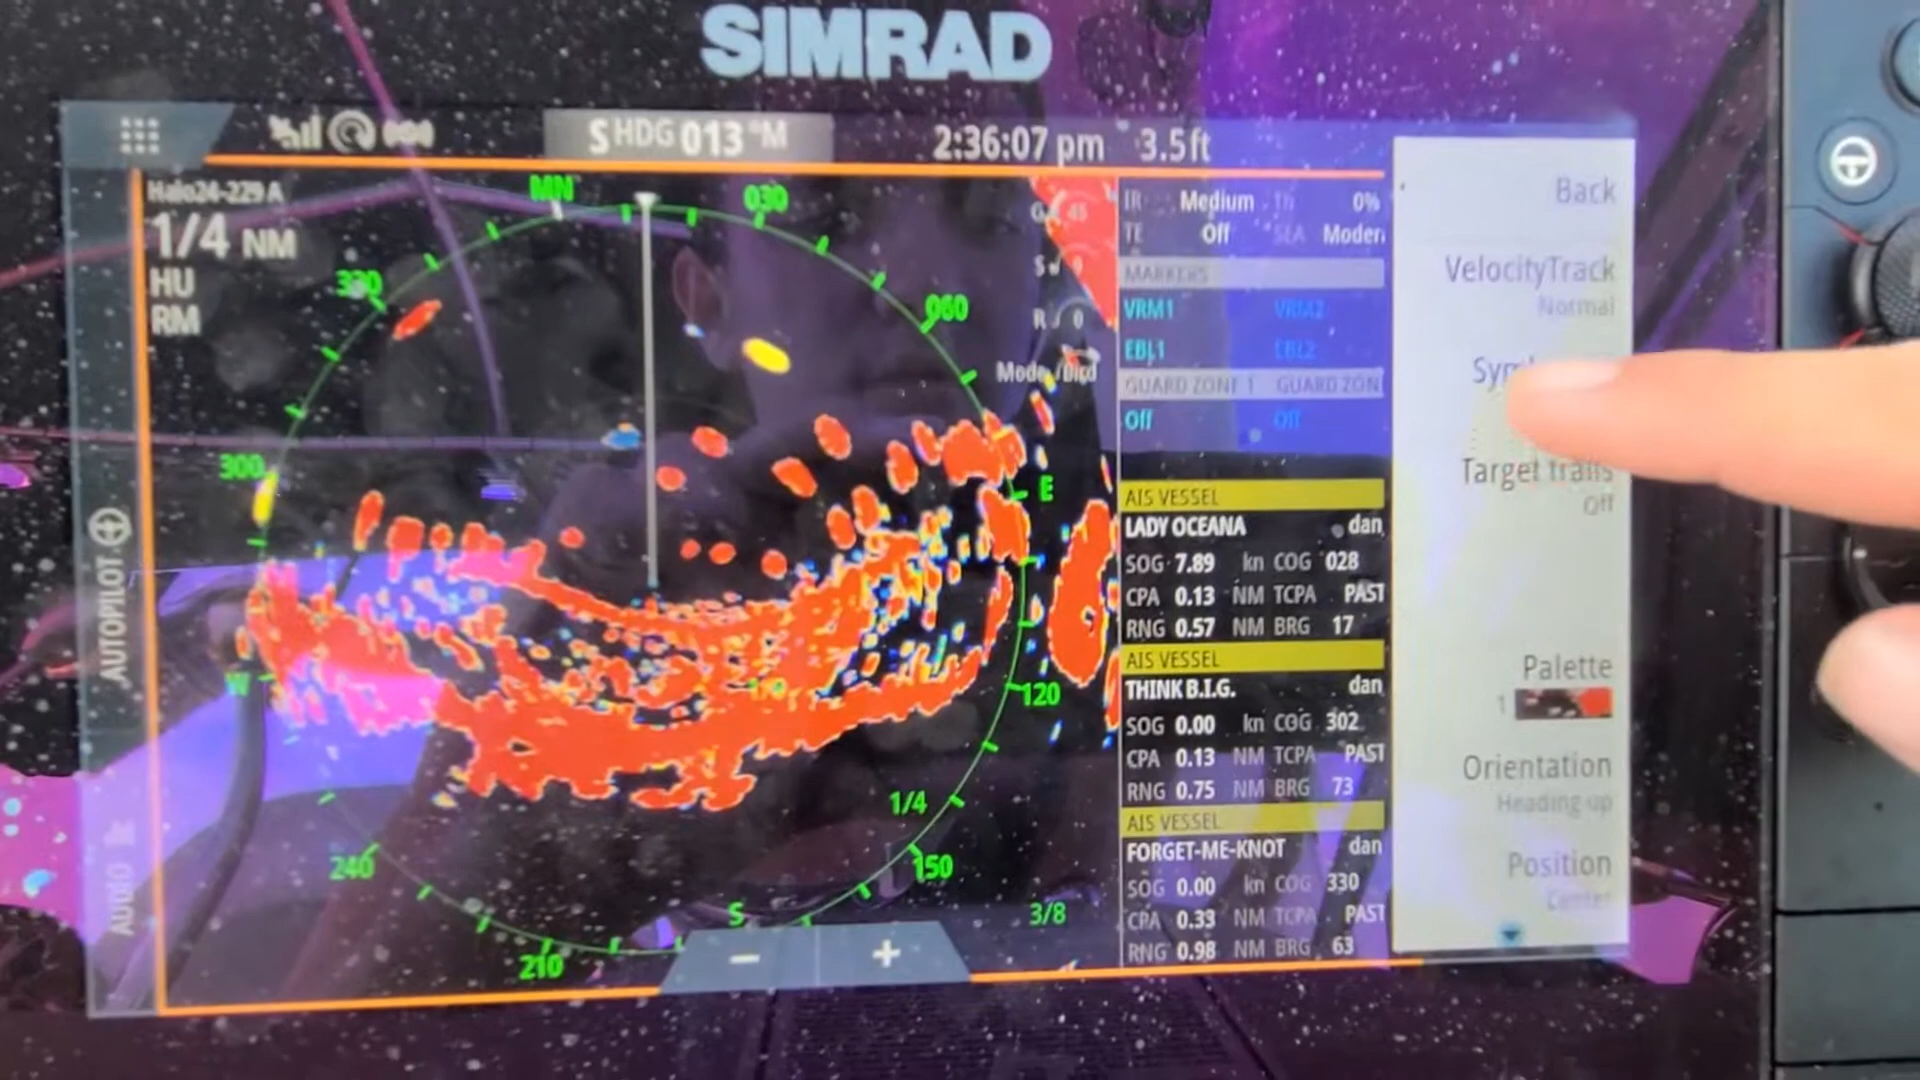 SIMRAD
S HDG 013 °M
2:36:07 pm 3.5 ft
Halo24-229 A
1/4 NM
HU
RM
MN
030
060
E
120
150
S
210
240
W
300
330
1/4
3/8
IR Medium 0%
TE Off SLA Modera
MARKERS
VRM1 VRM2
EBL1 EBL2
GUARD ZONE 1 GUARD ZON
Off Off
AIS VESSEL
LADY OCEANA dan
SOG 7.89 kn COG 028
CPA 0.13 NM TCPA PAST
RNG 0.57 NM BRG 17
AIS VESSEL
THINK B.I.G. dan
SOG 0.00 kn COG 302
CPA 0.13 NM TCPA PAST
RNG 0.75 NM BRG 73
AIS VESSEL
FORGET-ME-KNOT dan
SOG 0.00 kn COG 330
CPA 0.33 NM TCPA PAST
RNG 0.98 NM BRG 63
Back
VelocityTrack
Normal
Target trails
Off
Palette
1
Orientation
Heading up
Position
Center
AUTOPILOT
AUDIO